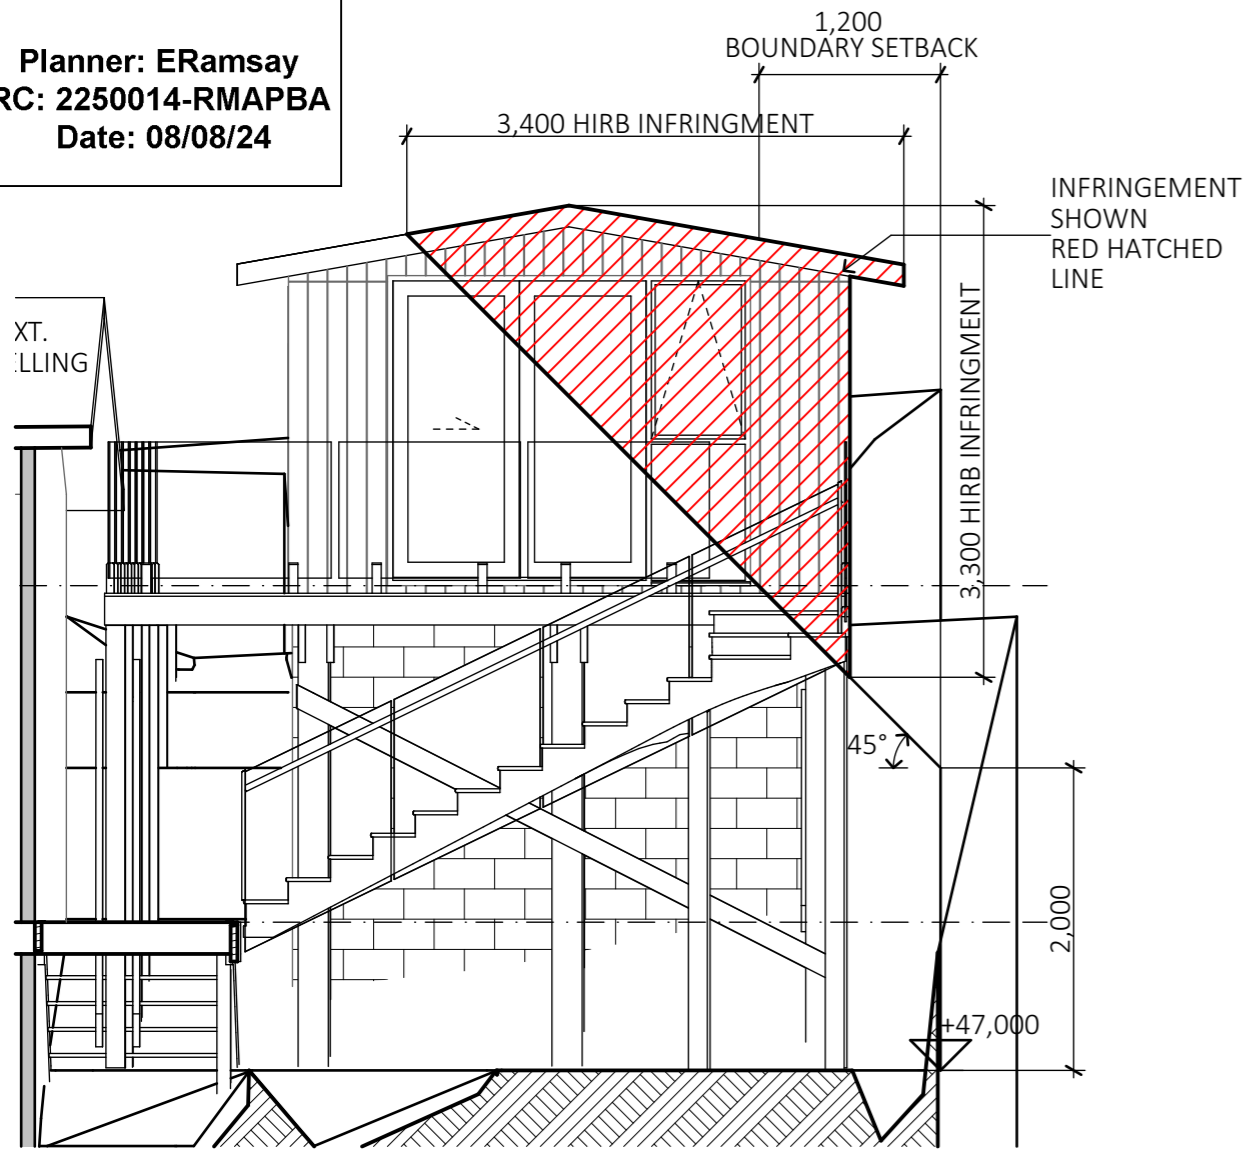 Planner: ERamsay
RC: 2250014-RMAPBA
Date: 08/08/24
1,200
BOUNDARY SETBACK
3,400 HIRB INFRINGMENT
INFRINGEMENT
SHOWN
RED HATCHED
LINE
XT.
ELLING
3,300 HIRB INFRINGMENT
45°
2,000
+47,000